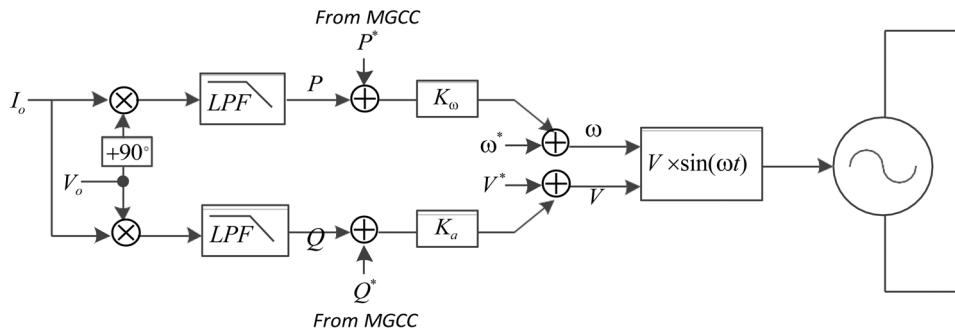 From MGCC
P*
I_o
LPF
P
K_ω
+90°
ω*
ω
V × sin(ωt)
V_o
V*
V
LPF
Q
K_a
Q*
From MGCC